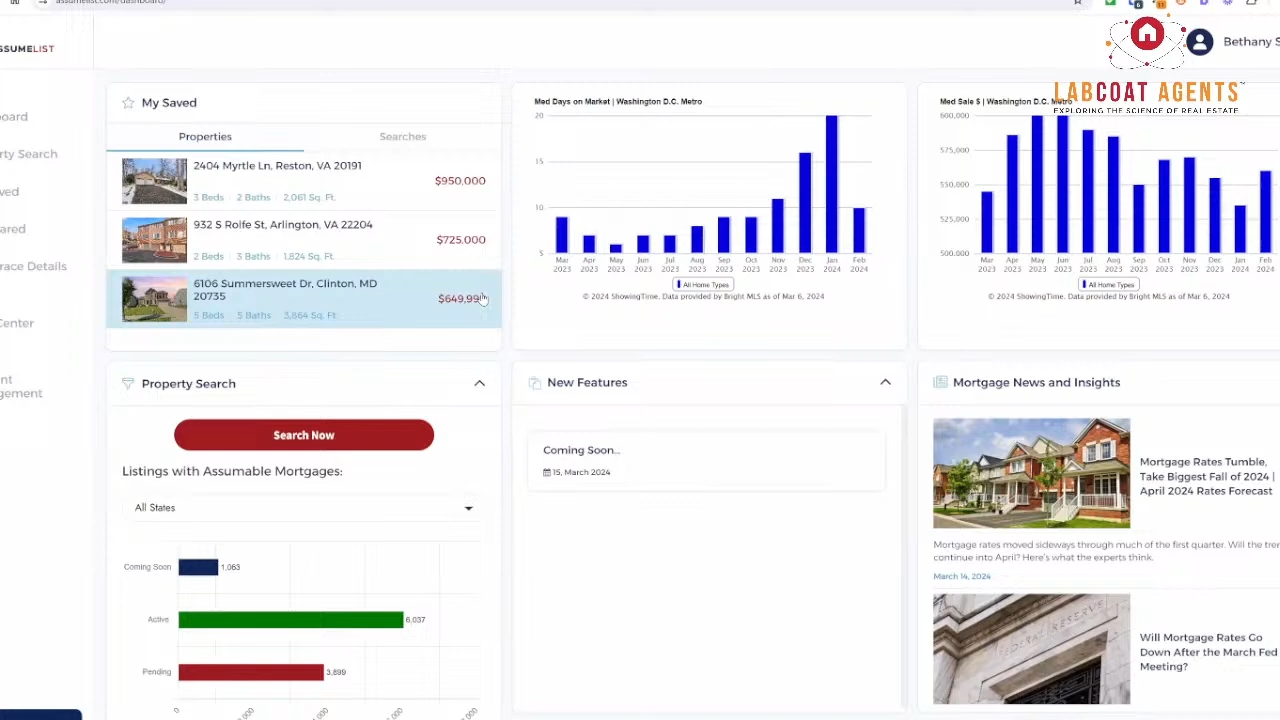 assumelist.com/dashboard/
SSUMELIST
Bethany S
LABCOAT AGENTS
EXPLORING THE SCIENCE OF REAL ESTATE
board
rty Search
ved
ared
race Details
Center
nt
gement
My Saved
Properties
Searches
2404 Myrtle Ln, Reston, VA 20191
$950,000
3 Beds 2 Baths 2,061 Sq. Ft.
932 S Rolfe St, Arlington, VA 22204
$725,000
2 Beds 3 Baths 1,824 Sq. Ft.
6106 Summersweet Dr, Clinton, MD
20735
$649,99
5 Beds 5 Baths 3,864 Sq. Ft.
Med Days on Market | Washington D.C. Metro
20
15
10
5
Mar Apr May Jun Jul Aug Sep Oct Nov Dec Jan Feb
2023 2023 2023 2023 2023 2023 2023 2023 2023 2023 2024 2024
All Home Types
© 2024 ShowingTime. Data provided by Bright MLS as of Mar 6, 2024
Med Sale $ | Washington D.C. Metro
600,000
575,000
550,000
525,000
500,000
Mar Apr May Jun Jul Aug Sep Oct Nov Dec Jan Feb
2023 2023 2023 2023 2023 2023 2023 2023 2023 2023 2024 2024
All Home Types
© 2024 ShowingTime. Data provided by Bright MLS as of Mar 6, 2024
Property Search
Search Now
Listings with Assumable Mortgages:
All States
Coming Soon 1,063
Active 6,037
Pending 3,899
0
New Features
Coming Soon...
15, March 2024
Mortgage News and Insights
Mortgage Rates Tumble,
Take Biggest Fall of 2024 |
April 2024 Rates Forecast
Mortgage rates moved sideways through much of the first quarter. Will the tren
continue into April? Here's what the experts think.
March 14, 2024
Will Mortgage Rates Go
Down After the March Fed
Meeting?